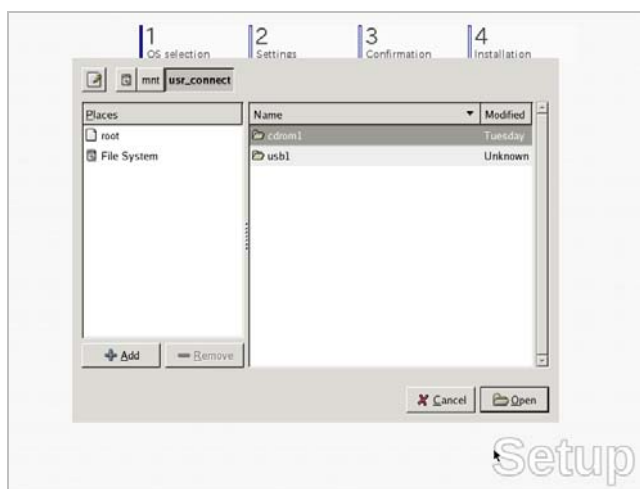 1 2 3 4
OS selection Settings Confirmation Installation
mnt usr_connect
Places Name Modified
root cdrom1 Tuesday
File System usb1 Unknown
Add Remove
Cancel Open
Setup